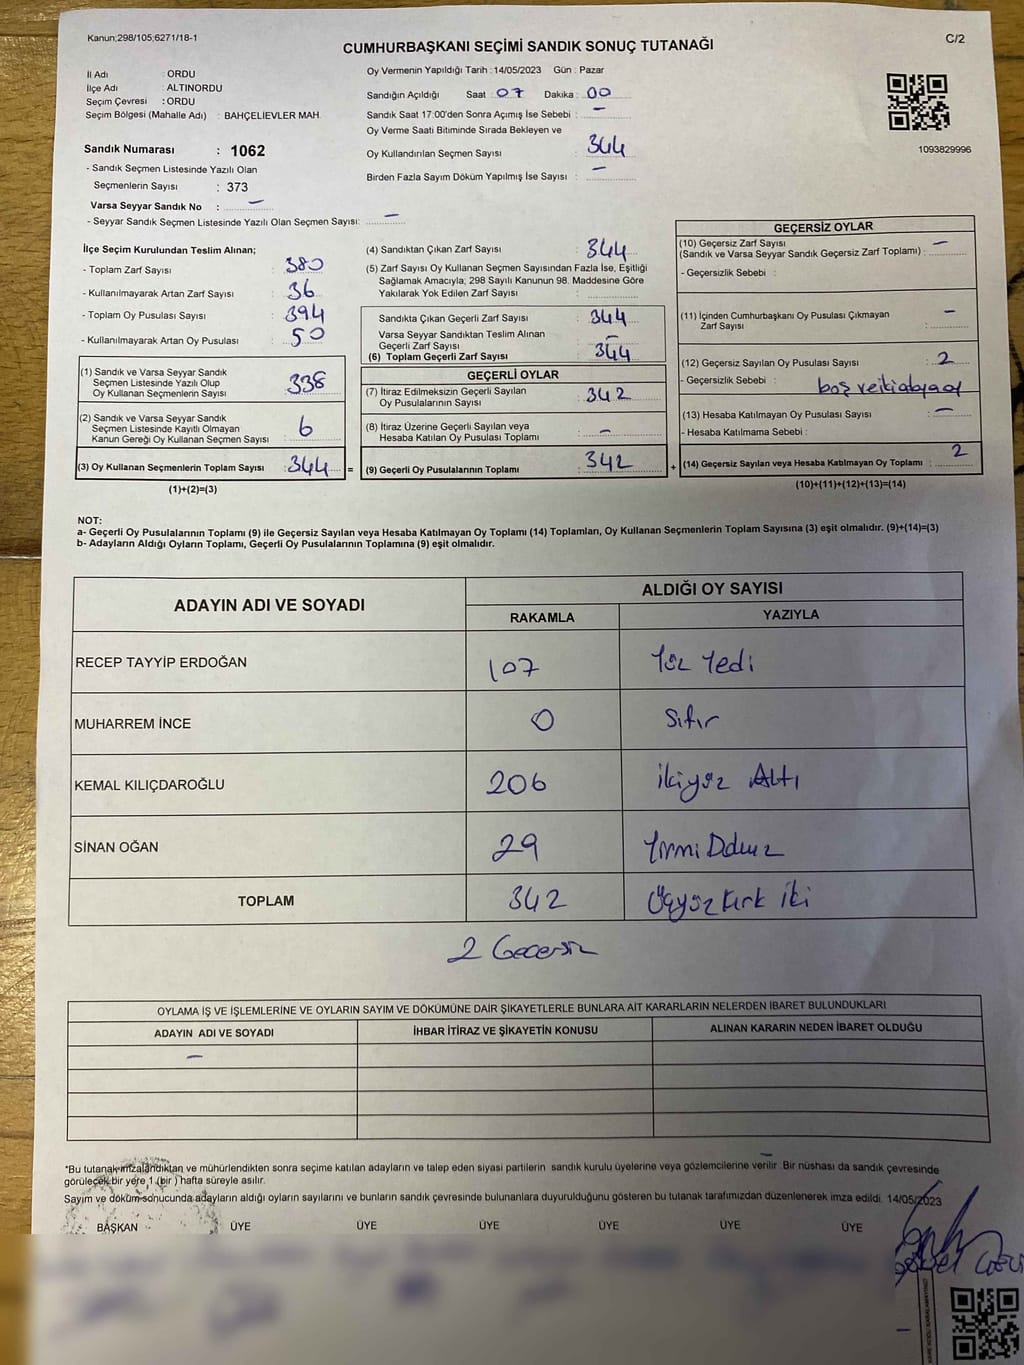 Kanun;298/105;6271/18-1
C/2
CUMHURBAŞKANI SEÇİMİ SANDIK SONUÇ TUTANAĞI
İl Adı : ORDU
İlçe Adı : ALTINORDU
Seçim Çevresi : ORDU
Seçim Bölgesi (Mahalle Adı) : BAHÇELİEVLER MAH.
Sandık Numarası : 1062
- Sandık Seçmen Listesinde Yazılı Olan
Seçmenlerin Sayısı : 373
Varsa Seyyar Sandık No : —
- Seyyar Sandık Seçmen Listesinde Yazılı Olan Seçmen Sayısı: —
Oy Vermenin Yapıldığı Tarih : 14/05/2023 Gün : Pazar
Sandığın Açıldığı Saat : 07 Dakika : 00
Sandık Saat 17:00'den Sonra Açımış İse Sebebi : —
Oy Verme Saati Bitiminde Sırada Bekleyen ve
Oy Kullandırılan Seçmen Sayısı : 344
Birden Fazla Sayım Döküm Yapılmış İse Sayısı : —
1093829996
İlçe Seçim Kurulundan Teslim Alınan;
- Toplam Zarf Sayısı : 380
- Kullanılmayarak Artan Zarf Sayısı : 36
- Toplam Oy Pusulası Sayısı : 394
- Kullanılmayarak Artan Oy Pusulası : 50
(1) Sandık ve Varsa Seyyar Sandık
Seçmen Listesinde Yazılı Olup
Oy Kullanan Seçmenlerin Sayısı : 338
(2) Sandık ve Varsa Seyyar Sandık
Seçmen Listesinde Kayıtlı Olmayan
Kanun Gereği Oy Kullanan Seçmen Sayısı : 6
(3) Oy Kullanan Seçmenlerin Toplam Sayısı : 344 =
(1)+(2)=(3)
(4) Sandıktan Çıkan Zarf Sayısı : 344
(5) Zarf Sayısı Oy Kullanan Seçmen Sayısından Fazla İse, Eşitliği
Sağlamak Amacıyla; 298 Sayılı Kanunun 98. Maddesine Göre
Yakılarak Yok Edilen Zarf Sayısı :
Sandıkta Çıkan Geçerli Zarf Sayısı : 344
Varsa Seyyar Sandıktan Teslim Alınan
Geçerli Zarf Sayısı : —
(6) Toplam Geçerli Zarf Sayısı : 344
GEÇERLİ OYLAR
(7) İtiraz Edilmeksizin Geçerli Sayılan
Oy Pusulalarının Sayısı : 342
(8) İtiraz Üzerine Geçerli Sayılan veya
Hesaba Katılan Oy Pusulası Toplamı : —
(9) Geçerli Oy Pusulalarının Toplamı : 342 +
GEÇERSİZ OYLAR
(10) Geçersiz Zarf Sayısı
(Sandık ve Varsa Seyyar Sandık Geçersiz Zarf Toplamı) : —
- Geçersizlik Sebebi :
(11) İçinden Cumhurbaşkanı Oy Pusulası Çıkmayan
Zarf Sayısı : —
(12) Geçersiz Sayılan Oy Pusulası Sayısı : 2
- Geçersizlik Sebebi : boş ve
(13) Hesaba Katılmayan Oy Pusulası Sayısı : —
- Hesaba Katılmama Sebebi :
(14) Geçersiz Sayılan veya Hesaba Katılmayan Oy Toplamı : 2
(10)+(11)+(12)+(13)=(14)
NOT:
a- Geçerli Oy Pusulalarının Toplamı (9) ile Geçersiz Sayılan veya Hesaba Katılmayan Oy Toplamı (14) Toplamları, Oy Kullanan Seçmenlerin Toplam Sayısına (3) eşit olmalıdır. (9)+(14)=(3)
b- Adayların Aldığı Oyların Toplamı, Geçerli Oy Pusulalarının Toplamına (9) eşit olmalıdır.
ADAYIN ADI VE SOYADI
ALDIĞI OY SAYISI
RAKAMLA YAZIYLA
RECEP TAYYİP ERDOĞAN 107 Yüz Yedi
MUHARREM İNCE 0 Sıfır
KEMAL KILIÇDAROĞLU 206 İkiyüz Altı
SİNAN OĞAN 29 Yirmi Dokuz
TOPLAM 342 Üçyüz kırk iki
2 Geçersiz
OYLAMA İŞ VE İŞLEMLERİNE VE OYLARIN SAYIM VE DÖKÜMÜNE DAİR ŞİKAYETLERLE BUNLARA AİT KARARLARIN NELERDEN İBARET BULUNDUKLARI
ADAYIN ADI VE SOYADI İHBAR İTİRAZ VE ŞİKAYETİN KONUSU ALINAN KARARIN NEDEN İBARET OLDUĞU
—
*Bu tutanak imzalandıktan ve mühürlendikten sonra seçime katılan adayların ve talep eden siyasi partilerin sandık kurulu üyelerine veya gözlemcilerine verilir. Bir nüshası da sandık çevresinde
görülecek bir yere 1 (bir ) hafta süreyle asılır.
Sayım ve döküm sonucunda adayların aldığı oyların sayılarını ve bunların sandık çevresinde bulunanlara duyurulduğunu gösteren bu tutanak tarafımızdan düzenlenerek imza edildi. 14/05/2023
BAŞKAN ÜYE ÜYE ÜYE ÜYE ÜYE ÜYE